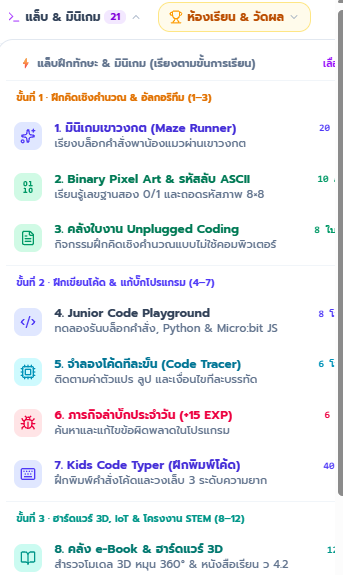 แล็บ & มินิเกม 21
ห้องเรียน & วัดผล
แล็บฝึกทักษะ & มินิเกม (เรียงตามขั้นการเรียน)
ขั้นที่ 1 · ฝึกคิดเชิงคำนวณ & อัลกอริทึม (1–3)
1. มินิเกมเขาวงกต (Maze Runner) 20
เรียงบล็อกคำสั่งพาน้องแมวผ่านเขาวงกต
2. Binary Pixel Art & รหัสลับ ASCII 10
เรียนรู้เลขฐานสอง 0/1 และถอดรหัสภาพ 8×8
3. คลังใบงาน Unplugged Coding 8
กิจกรรมฝึกคิดเชิงคำนวณแบบไม่ใช้คอมพิวเตอร์
ขั้นที่ 2 · ฝึกเขียนโค้ด & แก้บั๊กโปรแกรม (4–7)
4. Junior Code Playground 8
ทดลองรันบล็อกคำสั่ง, Python & Micro:bit JS
5. จำลองโค้ดทีละขั้น (Code Tracer) 6
ติดตามค่าตัวแปร ลูป และเงื่อนไขทีละบรรทัด
6. ภารกิจล่าบั๊กประจำวัน (+15 EXP) 6
ค้นหาและแก้ไขข้อผิดพลาดในโปรแกรม
7. Kids Code Typer (ฝึกพิมพ์โค้ด) 40
ฝึกพิมพ์คำสั่งโค้ดและวงเล็บ 3 ระดับความยาก
ขั้นที่ 3 · ฮาร์ดแวร์ 3D, IoT & โครงงาน STEM (8–12)
8. คลัง e-Book & ฮาร์ดแวร์ 3D
สำรวจโมเดล 3D หมุน 360° & หนังสือเรียน ว 4.2